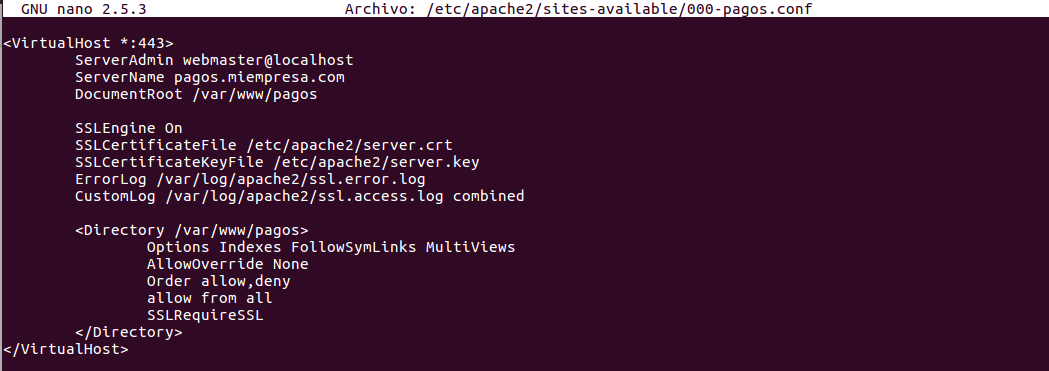 GNU nano 2.5.3 Archivo: /etc/apache2/sites-available/000-pagos.conf
<VirtualHost *:443>
ServerAdmin webmaster@localhost
ServerName pagos.miempresa.com
DocumentRoot /var/www/pagos
SSLEngine On
SSLCertificateFile /etc/apache2/server.crt
SSLCertificateKeyFile /etc/apache2/server.key
ErrorLog /var/log/apache2/ssl.error.log
CustomLog /var/log/apache2/ssl.access.log combined
<Directory /var/www/pagos>
Options Indexes FollowSymLinks MultiViews
AllowOverride None
Order allow,deny
allow from all
SSLRequireSSL
</Directory>
</VirtualHost>